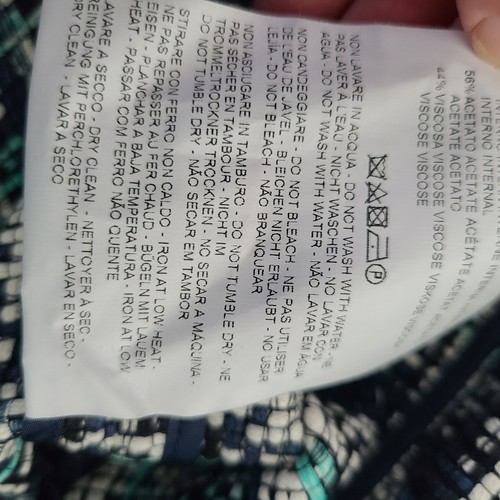 INTERNO INTERNAL
56% ACETATO ACETATE ACÉTATE
ACETATO ACETATO
44% VISCOSA VISCOSE VISCOSE
VISCOSE VISCOSE
NON LAVARE IN ACQUA - DO NOT WASH WITH WATER - NE
PAS LAVER A L'EAU - NICHT WASCHEN - NO LAVAR CON
AGUA - DO NOT WASH WITH WATER - NÃO LAVAR EM ÁGUA
NON CANDEGGIARE - DO NOT BLEACH - NE PAS UTILISER
DE L'EAU DE JAVEL - BLEICHEN NICHT ERLAUBT - NO USAR
LEJÍA - DO NOT BLEACH - NÃO BRANQUEAR
NON ASCIUGARE IN TAMBURO - DO NOT TUMBLE DRY - NE
PAS SECHER EN TAMBOUR - NICHT IM
TROMMELTROCKNER TROCKNEN - NO SECAR A MÁQUINA -
DO NOT TUMBLE DRY - NÃO SECAR EM TAMBOR
STIRARE CON FERRO NON CALDO - IRON AT LOW HEAT-
NE PAS REPASSER AU FER CHAUD - BÜGELN MIT LAUEM
EISEN - PLANCHAR A BAJA TEMPERATURA - IRON AT LOW
HEAT - PASSAR COM FERRO NÃO QUENTE
LAVARE A SECCO - DRY CLEAN - NETTOYER À SEC -
REINIGUNG MIT PERCHLORETHYLEN - LAVAR EN SECO -
DRY CLEAN - LAVAR A SECO